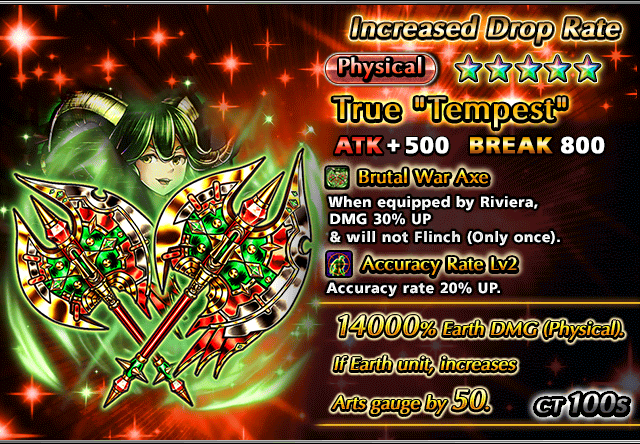 Increased Drop Rate
Physical
True "Tempest"
ATK +500 BREAK 800
Brutal War Axe
When equipped by Riviera,
DMG 30% UP
& will not Flinch (Only once).
Accuracy Rate Lv2
Accuracy rate 20% UP.
14000% Earth DMG (Physical).
If Earth unit, increases
Arts gauge by 50.
CT 100s